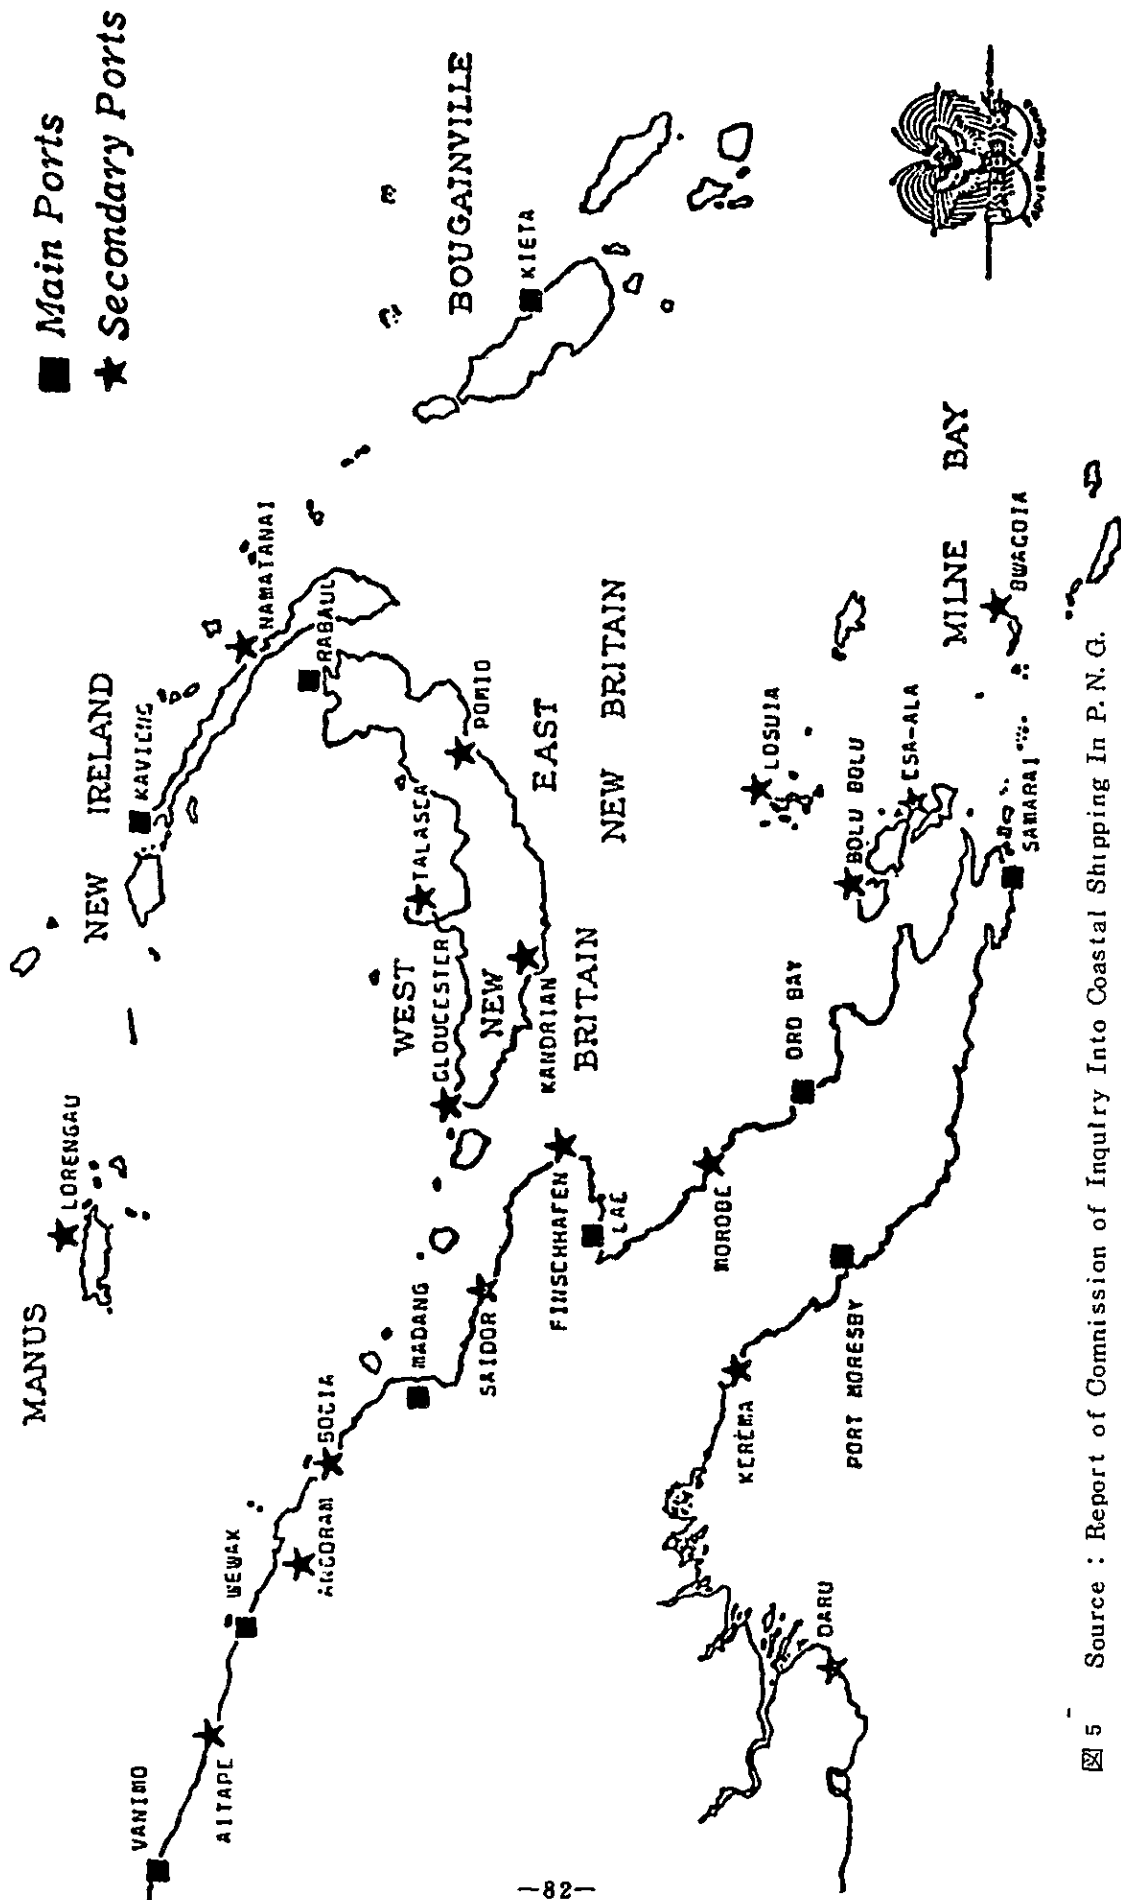 ■ Main Ports
★ Secondary Ports
MANUS
LORENGAU
NEW IRELAND
KAVIENG
NAMATANAI
RABAUL
BOUGAINVILLE
KIETA
VANIMO
AITAPE
WEWAK
ANGORAM
BOGIA
MADANG
SAIDOR
FINSCHHAFEN
LAE
WEST
NEW
BRITAIN
GLOUCESTER
TALASEA
KANDRIAN
POMIO
EAST
NEW BRITAIN
MOROBE
ORO BAY
LOSUIA
BOLU BOLU
ESA-ALA
MILNE BAY
BWAGOIA
SAMARAI
PORT MORESBY
KEREMA
DARU
図 5 Source : Report of Commission of Inquiry Into Coastal Shipping In P. N. G.
—82—